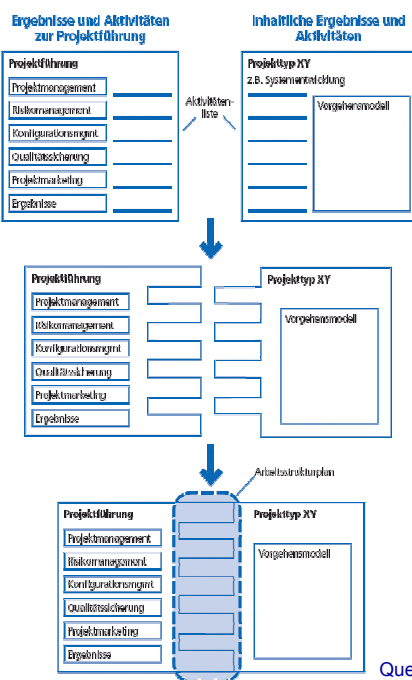 Ergebnisse und Aktivitäten
zur Projektführung
Inhaltliche Ergebnisse und
Aktivitäten
Projektführung
Projektmanagement
Risikomanagement
Konfigurationsmgmt
Qualitätssicherung
Projektmarketing
Ergebnisse
Aktivitäten-
liste
Projekttyp XY
z.B. Systementwicklung
Vorgehensmodell
Projektführung
Projektmanagement
Risikomanagement
Konfigurationsmgmt
Qualitätssicherung
Projektmarketing
Ergebnisse
Projekttyp XY
Vorgehensmodell
Arbeitsstrukturplan
Projektführung
Projektmanagement
Risikomanagement
Konfigurationsmgmt
Qualitätssicherung
Projektmarketing
Ergebnisse
Projekttyp XY
Vorgehensmodell
Que